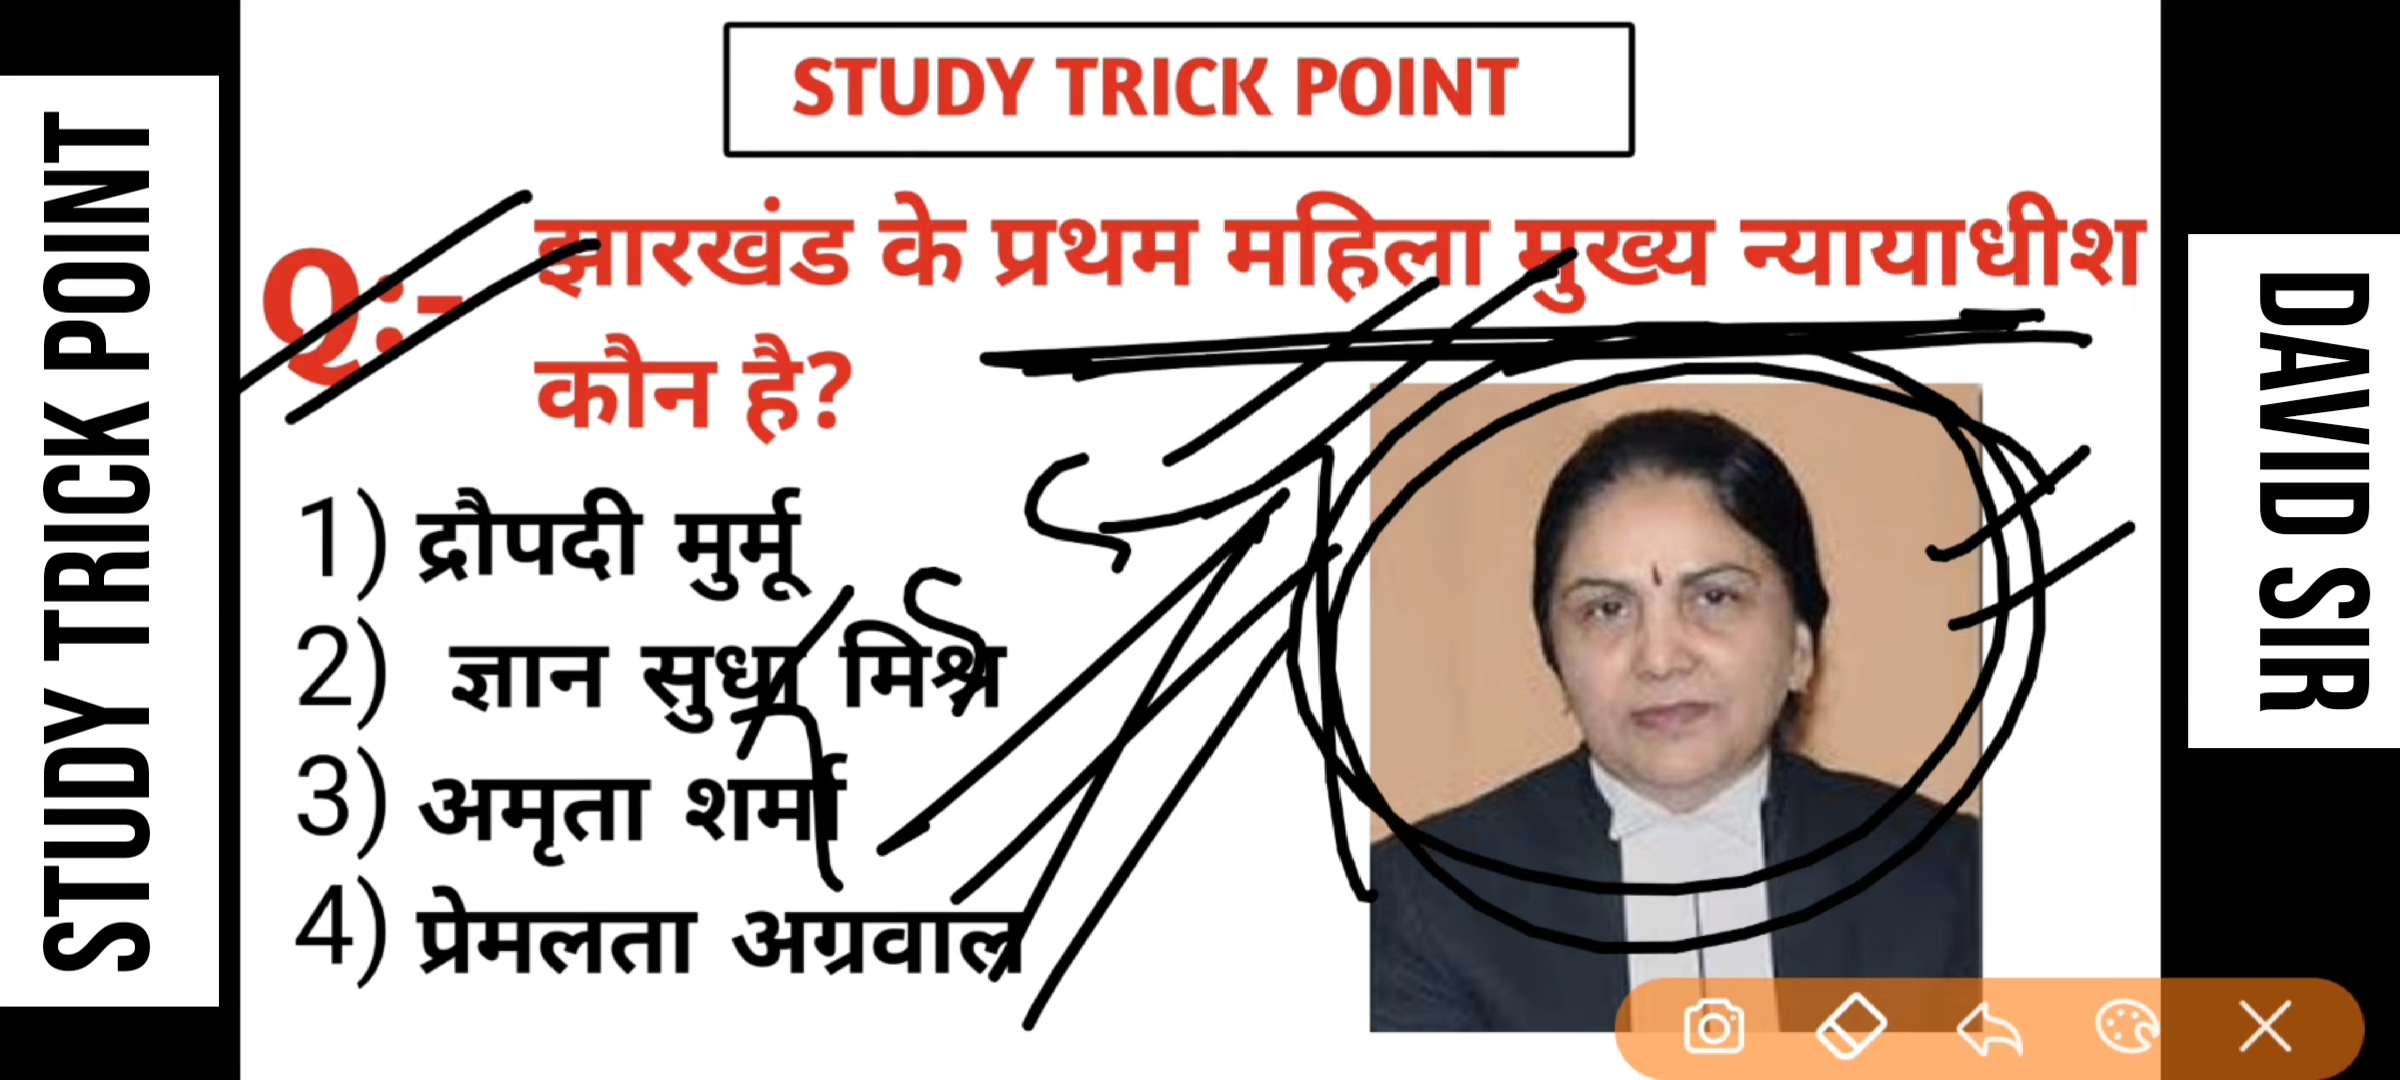 STUDY TRICK POINT
STUDY TRICK POINT
Q:- झारखंड के प्रथम महिला मुख्य न्यायाधीश
कौन है?
1) द्रौपदी मुर्मू
2) ज्ञान सुधा मिश्र
3) अमृता शर्मा
4) प्रेमलता अग्रवाल
DAVID SIR